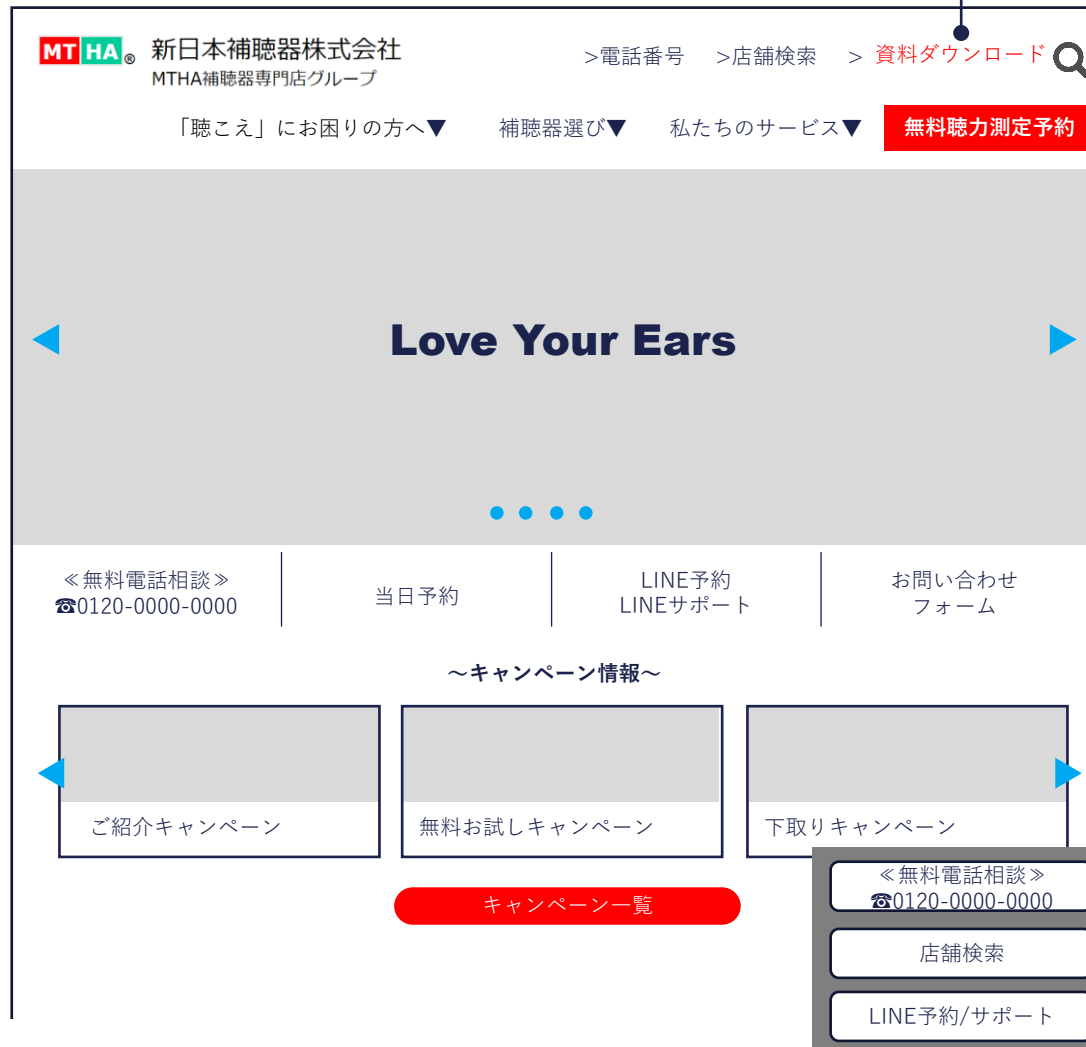 MT HA® 新日本補聴器株式会社
MTHA補聴器専門店グループ
>電話番号 >店舗検索 > 資料ダウンロード
「聴こえ」にお困りの方へ▼ 補聴器選び▼ 私たちのサービス▼ 無料聴力測定予約
Love Your Ears
≪無料電話相談≫
☎0120-0000-0000
当日予約
LINE予約
LINEサポート
お問い合わせ
フォーム
～キャンペーン情報～
ご紹介キャンペーン
無料お試しキャンペーン
下取りキャンペーン
キャンペーン一覧
≪無料電話相談≫
☎0120-0000-0000
店舗検索
LINE予約/サポート